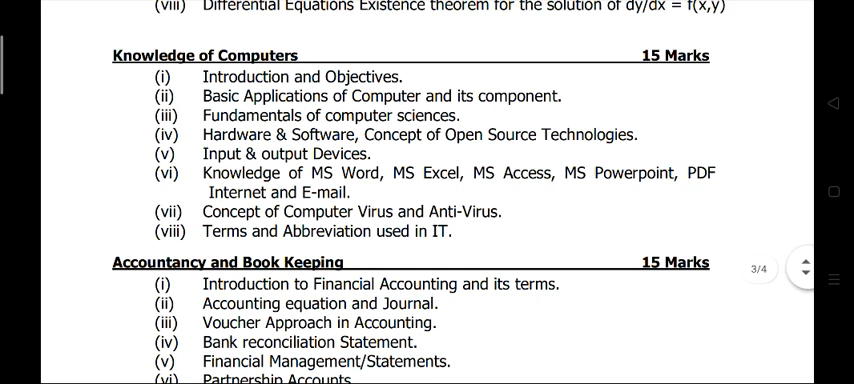 (viii) Differential Equations Existence theorem for the solution of dy/dx = f(x,y)
Knowledge of Computers 15 Marks
(i) Introduction and Objectives.
(ii) Basic Applications of Computer and its component.
(iii) Fundamentals of computer sciences.
(iv) Hardware & Software, Concept of Open Source Technologies.
(v) Input & output Devices.
(vi) Knowledge of MS Word, MS Excel, MS Access, MS Powerpoint, PDF
Internet and E-mail.
(vii) Concept of Computer Virus and Anti-Virus.
(viii) Terms and Abbreviation used in IT.
Accountancy and Book Keeping 15 Marks
3/4
(i) Introduction to Financial Accounting and its terms.
(ii) Accounting equation and Journal.
(iii) Voucher Approach in Accounting.
(iv) Bank reconciliation Statement.
(v) Financial Management/Statements.
(vi) Partnership Accounts